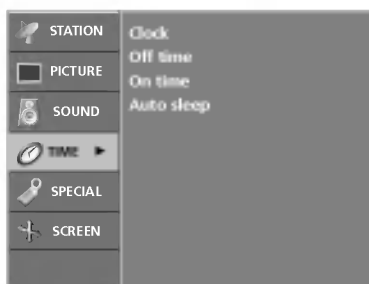 STATION
PICTURE
SOUND
TIME
SPECIAL
SCREEN
Clock
Off time
On time
Auto sleep